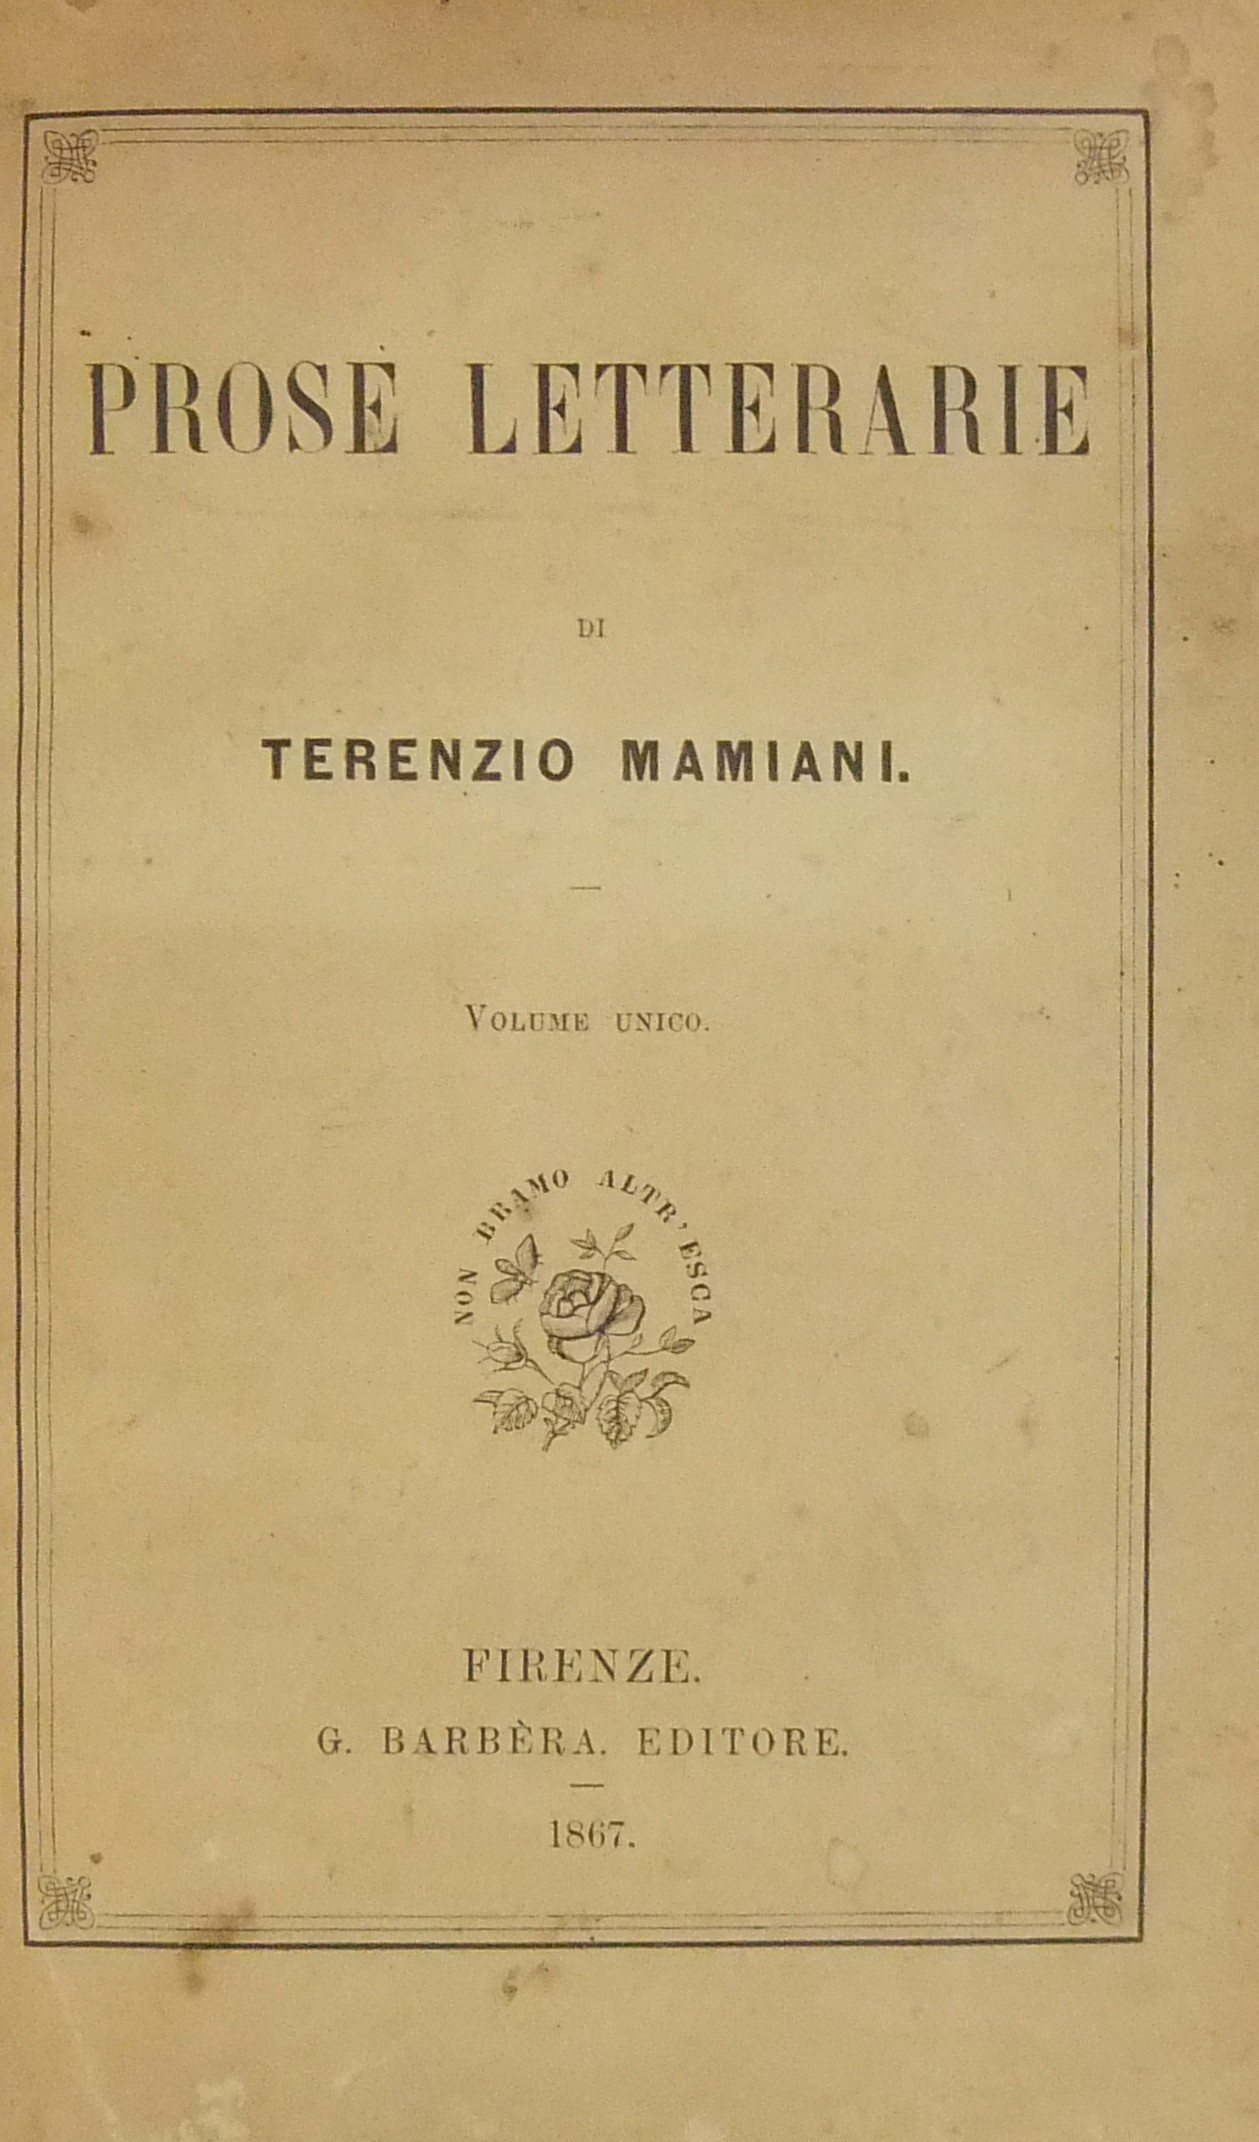 PROSE LETTERARIE
DI
TERENZIO MAMIANI.
VOLUME UNICO.
NON BRAMO ALTR' ESCA
FIRENZE.
G. BARBÈRA. EDITORE.
1867.